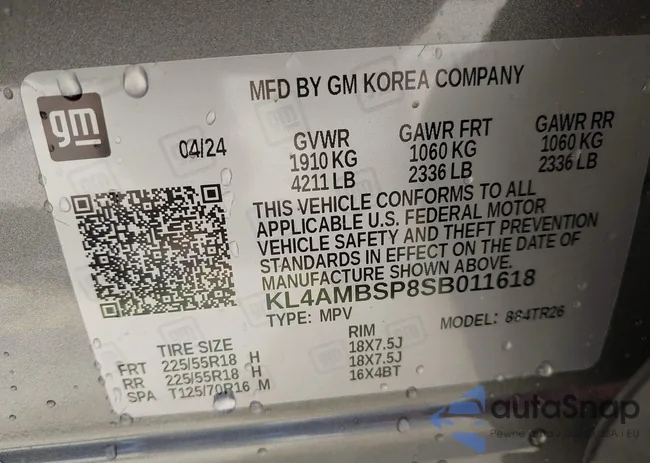 MFD BY GM KOREA COMPANY
gm
04/24
GVWR GAWR FRT GAWR RR
1910 KG 1060 KG 1060 KG
4211 LB 2336 LB 2336 LB
THIS VEHICLE CONFORMS TO ALL
APPLICABLE U.S. FEDERAL MOTOR
VEHICLE SAFETY AND THEFT PREVENTION
STANDARDS IN EFFECT ON THE DATE OF
MANUFACTURE SHOWN ABOVE.
KL4AMBSP8SB011618
TYPE: MPV MODEL: 884TR26
TIRE SIZE RIM
FRT 225/55R18 H 18X7.5J
RR 225/55R18 H 18X7.5J
SPA T125/70R16 M 16X4BT
autaSnap